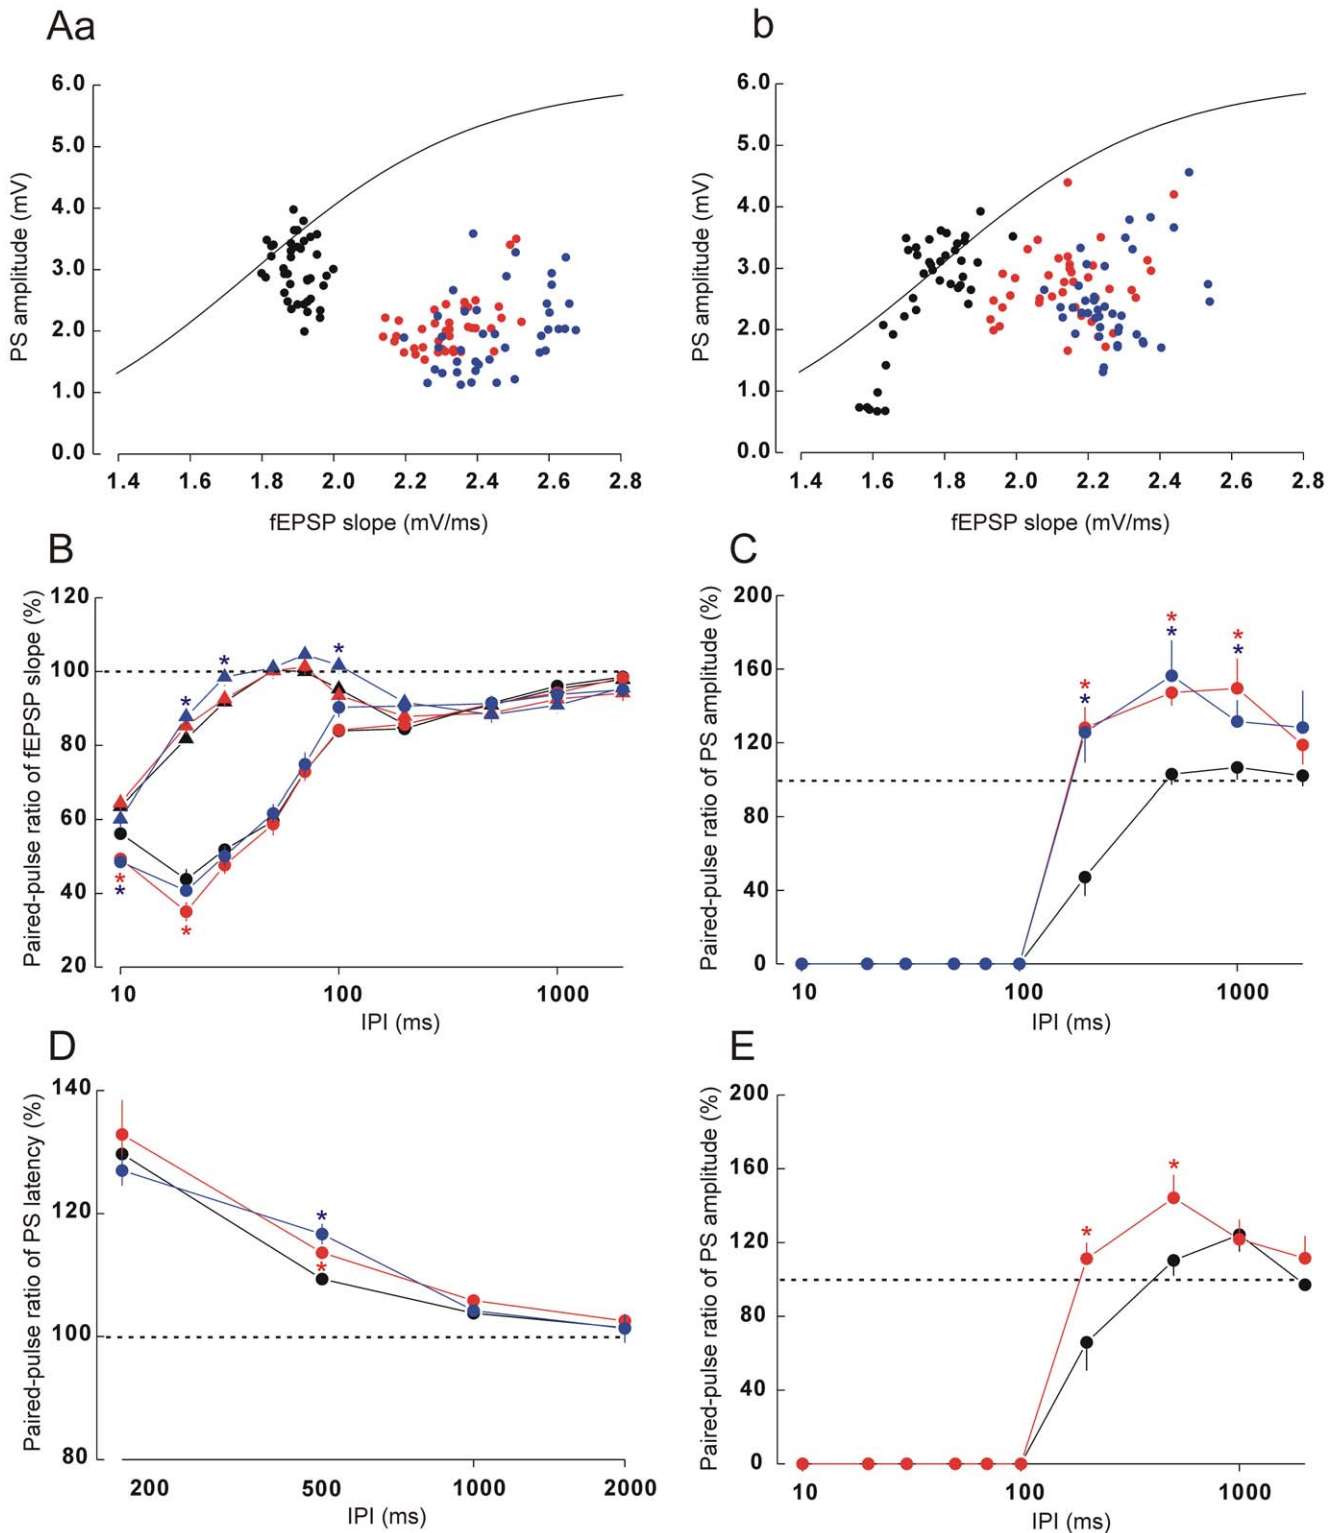 Aa
b
6.0
5.0
4.0
3.0
2.0
1.0
0.0
PS amplitude (mV)
1.4 1.6 1.8 2.0 2.2 2.4 2.6 2.8
fEPSP slope (mV/ms)
6.0
5.0
4.0
3.0
2.0
1.0
0.0
PS amplitude (mV)
1.4 1.6 1.8 2.0 2.2 2.4 2.6 2.8
fEPSP slope (mV/ms)
B
120
100
80
60
40
20
Paired-pulse ratio of fEPSP slope (%)
* * *
* *
*
10 100 1000
IPI (ms)
C
200
160
120
80
40
0
Paired-pulse ratio of PS amplitude (%)
* * *
* * *
10 100 1000
IPI (ms)
D
140
120
100
80
Paired-pulse ratio of PS latency (%)
*
*
200 500 1000 2000
IPI (ms)
E
200
160
120
80
40
0
Paired-pulse ratio of PS amplitude (%)
* *
10 100 1000
IPI (ms)